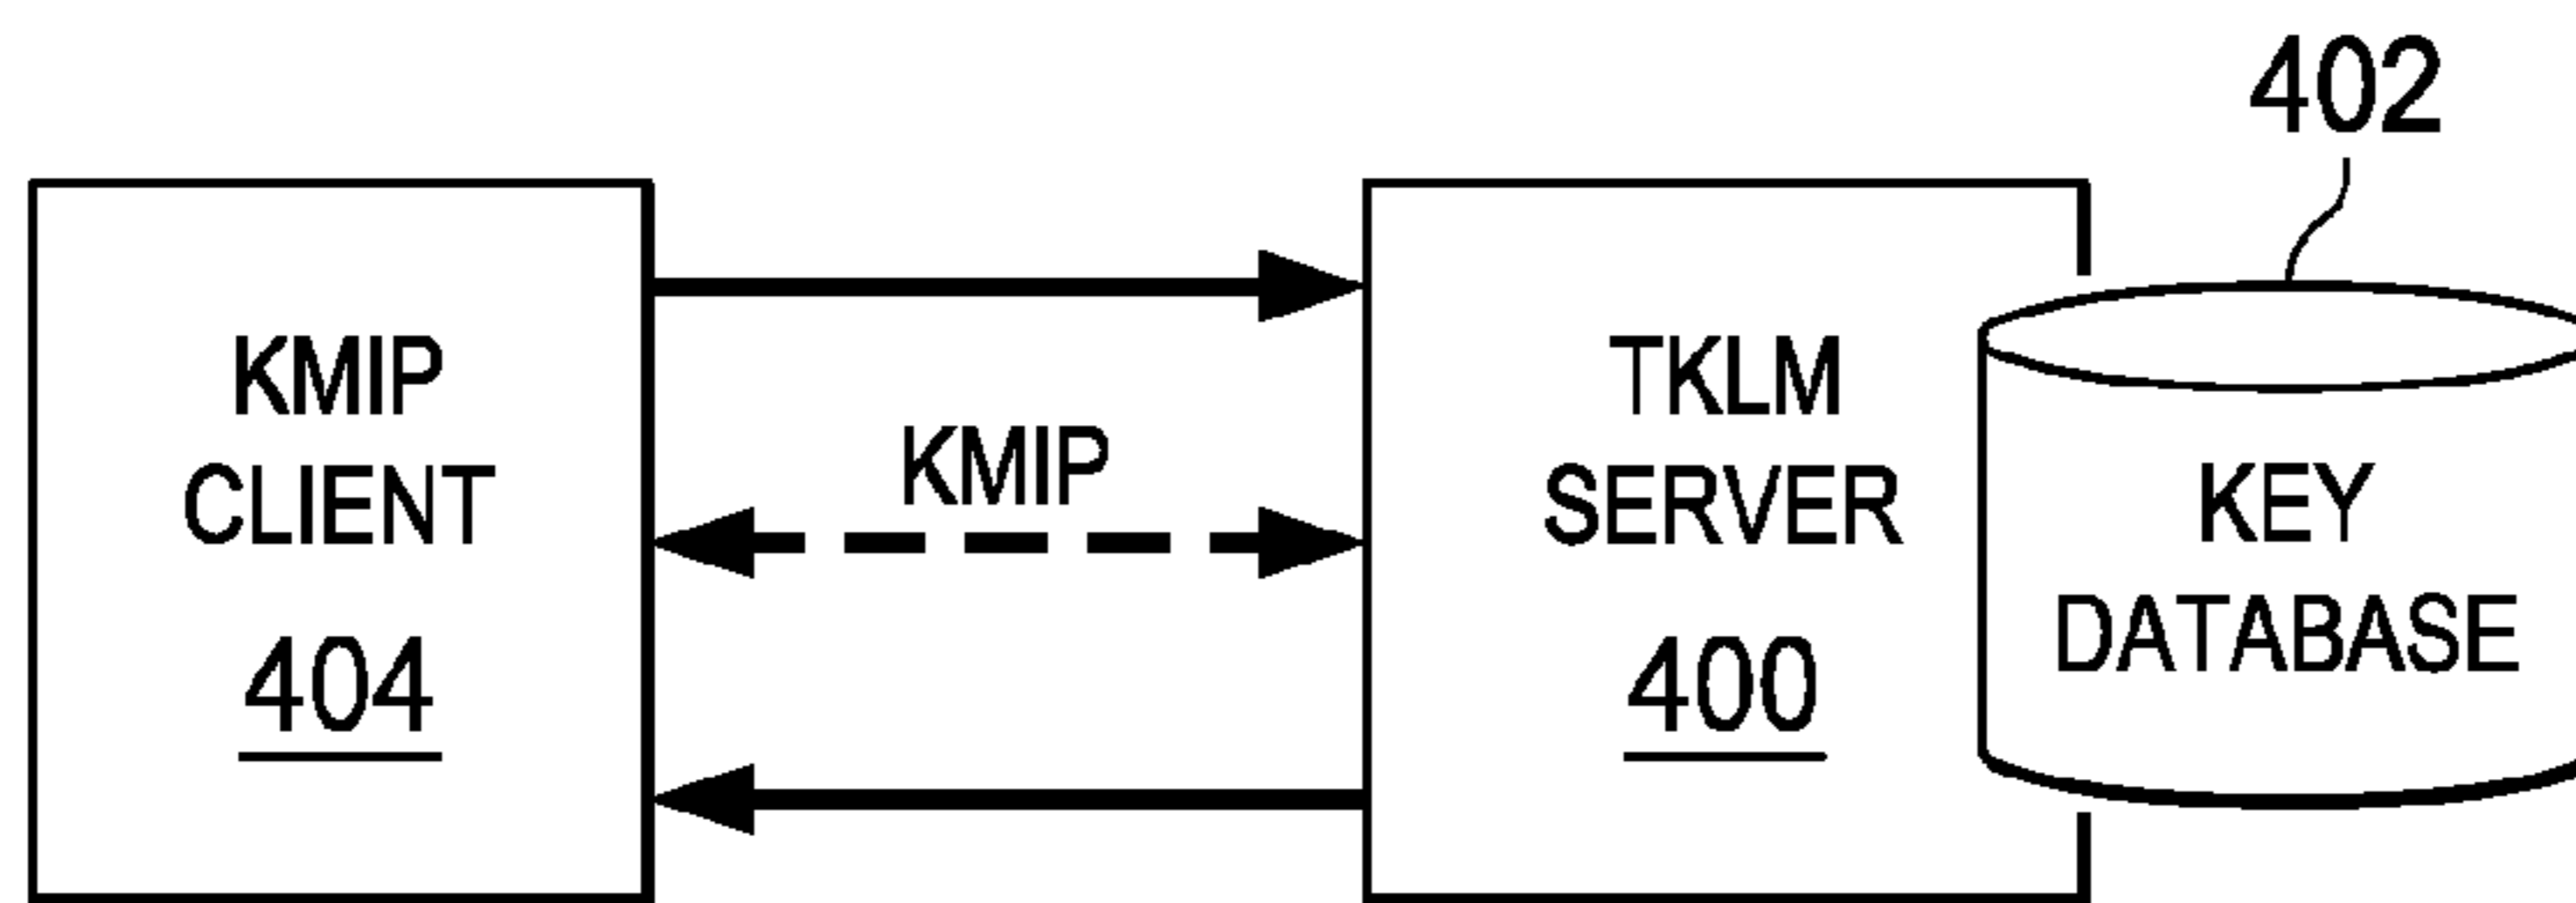 402
KMIP
CLIENT
404
KMIP
TKLM
SERVER
400
KEY
DATABASE